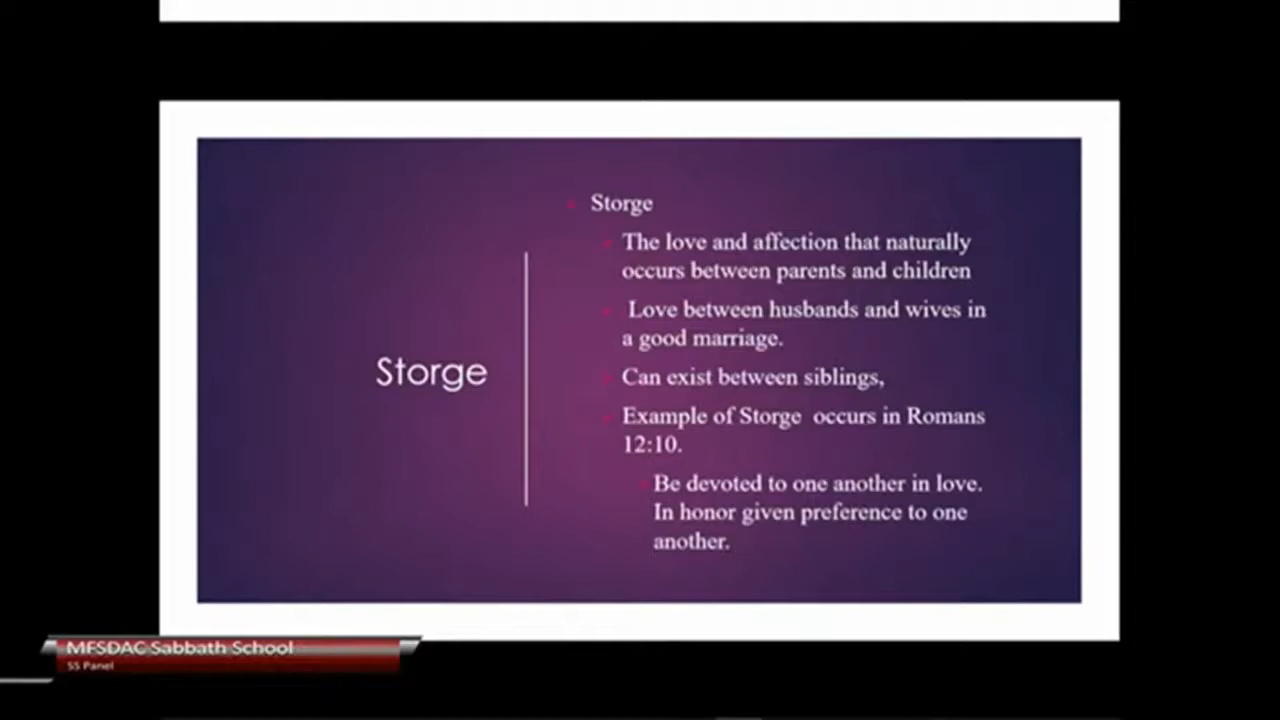 Storge
Storge
The love and affection that naturally
occurs between parents and children
Love between husbands and wives in
a good marriage.
Can exist between siblings,
Example of Storge occurs in Romans
12:10.
Be devoted to one another in love.
In honor given preference to one
another.
MESDAC Sabbath School
SS Panel